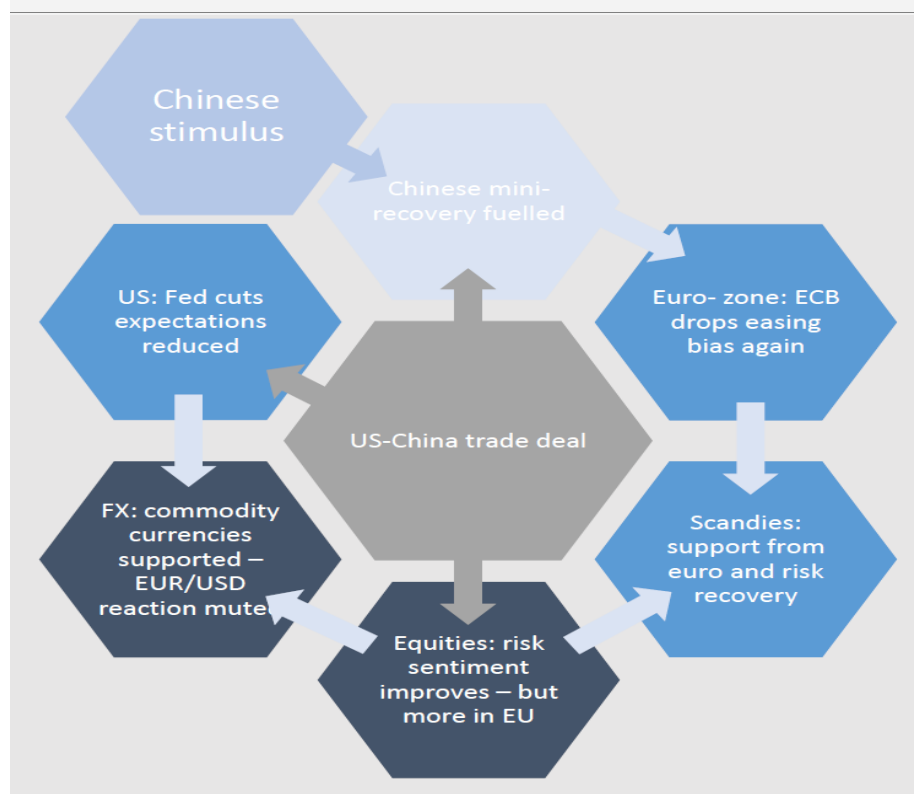 Chinese
stimulus
Chinese mini-
recovery fuelled
US: Fed cuts
expectations
reduced
Euro- zone: ECB
drops easing
bias again
US-China trade deal
FX: commodity
currencies
supported –
EUR/USD
reaction muted
Scandies:
support from
euro and risk
recovery
Equities: risk
sentiment
improves – but
more in EU